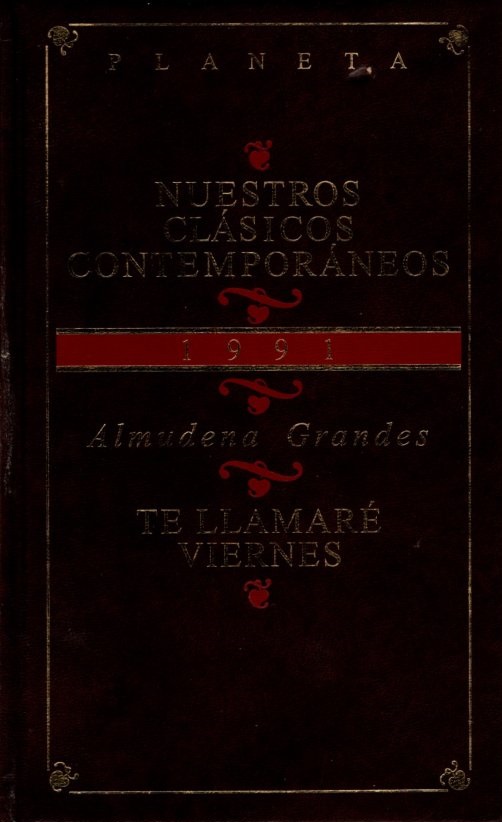 PLANETA
NUESTROS
CLÁSICOS
CONTEMPORÁNEOS
1991
Almudena Grandes
TE LLAMARÉ
VIERNES